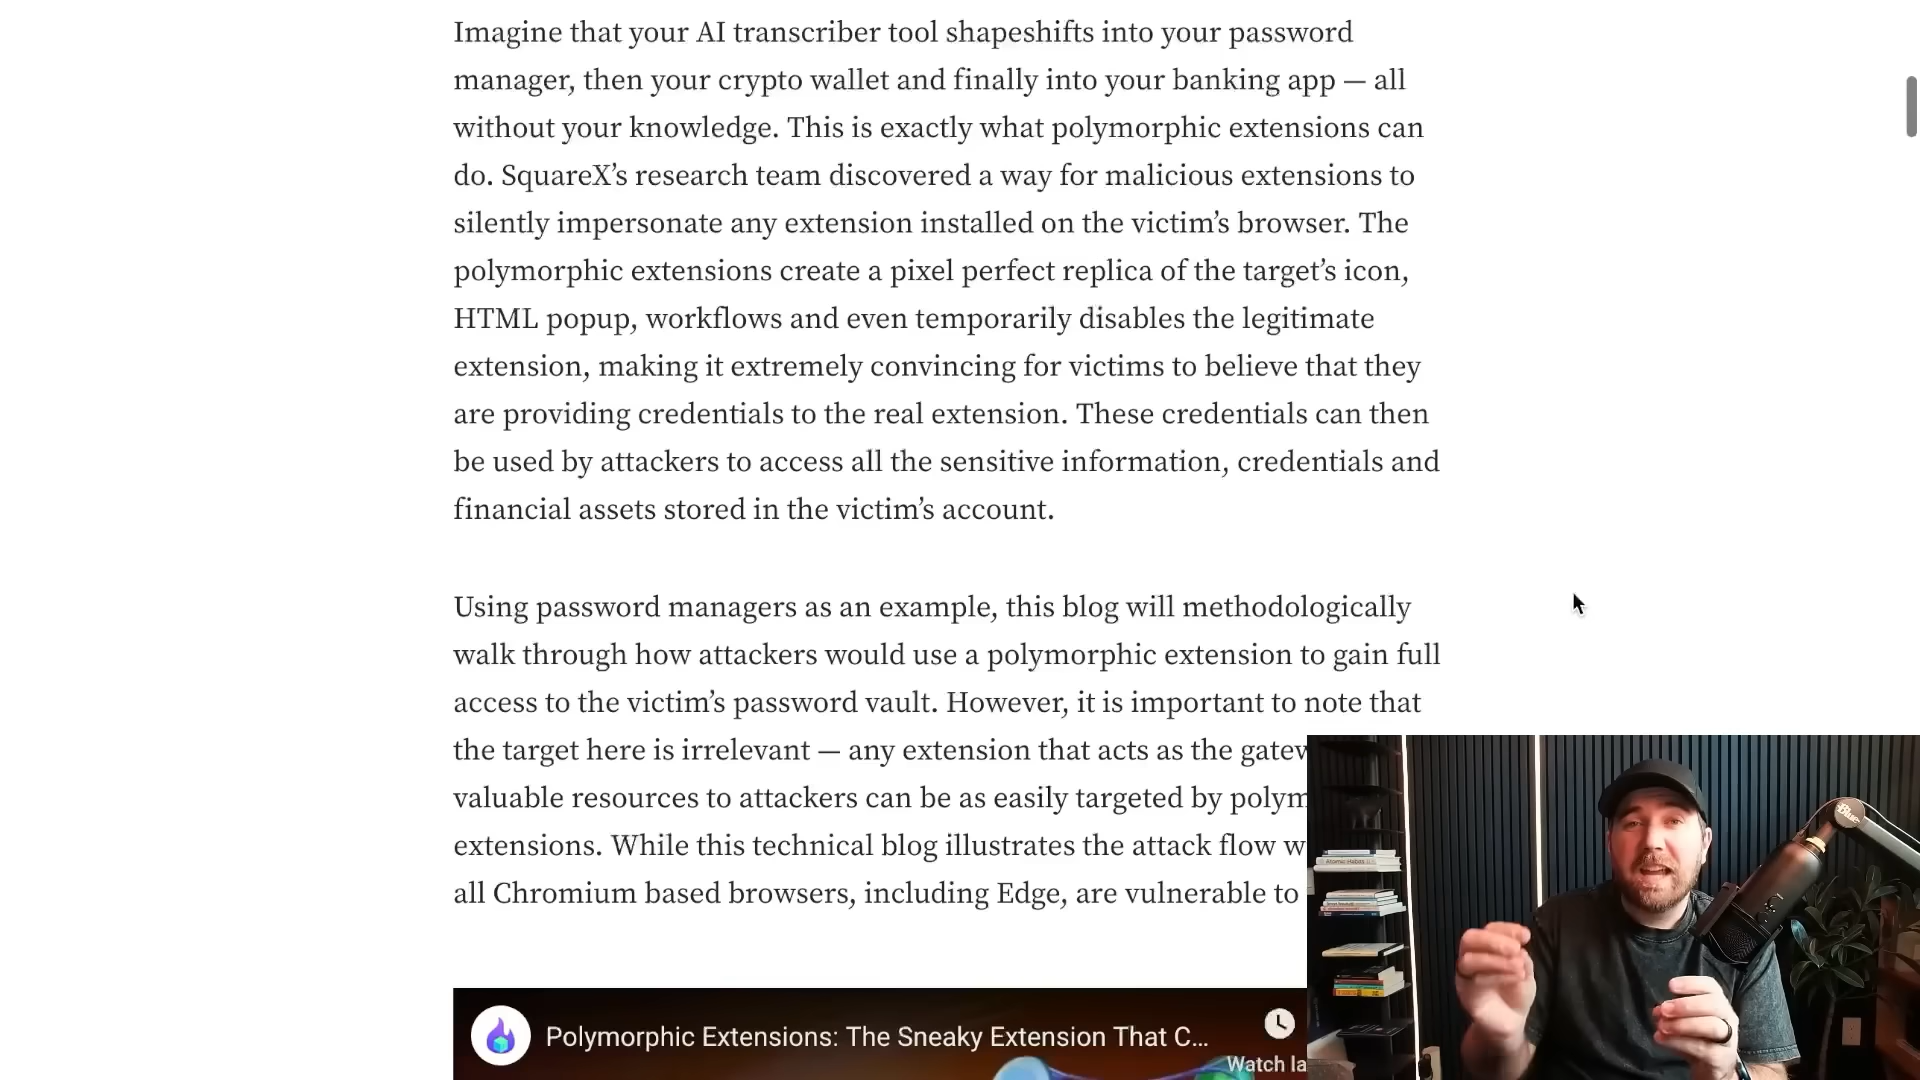 Imagine that your AI transcriber tool shapeshifts into your password
manager, then your crypto wallet and finally into your banking app — all
without your knowledge. This is exactly what polymorphic extensions can
do. SquareX’s research team discovered a way for malicious extensions to
silently impersonate any extension installed on the victim’s browser. The
polymorphic extensions create a pixel perfect replica of the target’s icon,
HTML popup, workflows and even temporarily disables the legitimate
extension, making it extremely convincing for victims to believe that they
are providing credentials to the real extension. These credentials can then
be used by attackers to access all the sensitive information, credentials and
financial assets stored in the victim’s account.
Using password managers as an example, this blog will methodologically
walk through how attackers would use a polymorphic extension to gain full
access to the victim’s password vault. However, it is important to note that
the target here is irrelevant — any extension that acts as the
valuable resources to attackers can be as easily targeted by
extensions. While this technical blog illustrates the attack flow
all Chromium based browsers, including Edge, are vulnerable to
Polymorphic Extensions: The Sneaky Extension That C...
Watch
Blue
Atomic Habits